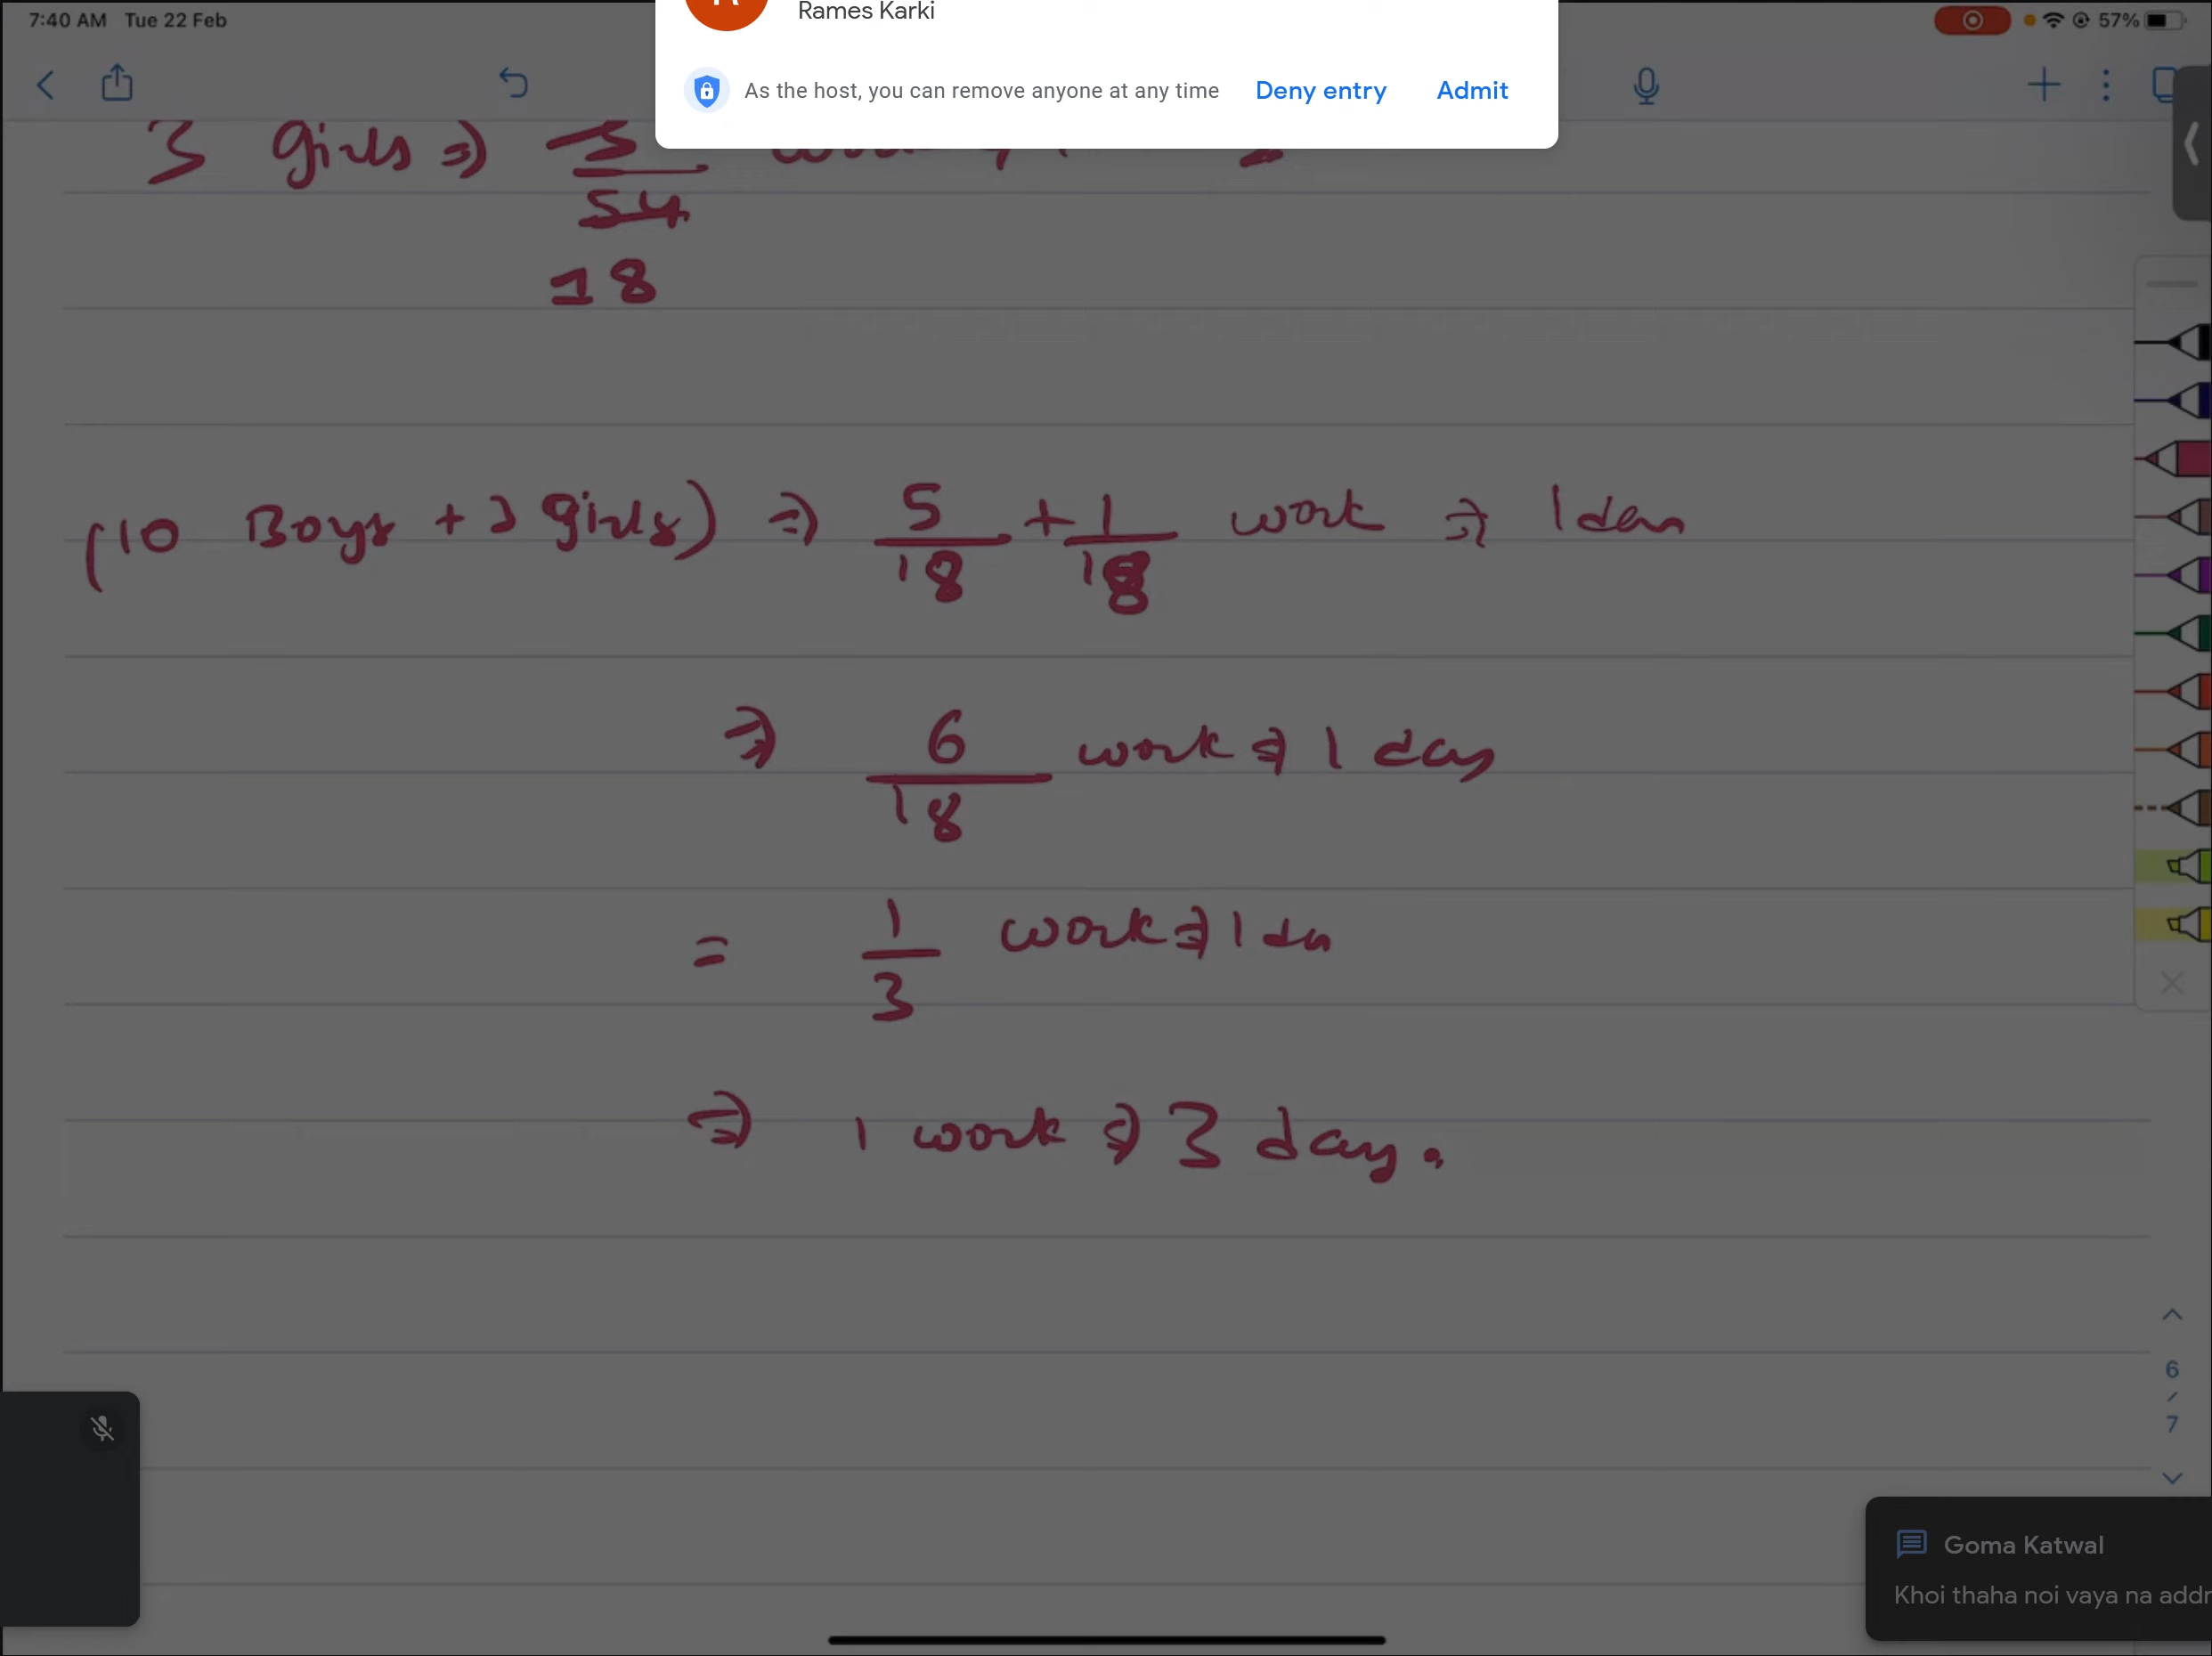 7:40 AM Tue 22 Feb
57%
Rames Karki
As the host, you can remove anyone at any time Deny entry Admit
3 girls ⇒ 3/54
18
(10 Boys + 3 girls) ⇒ 5/18 + 1/18 work ⇒ 1 day
⇒ 6/18 work ⇒ 1 day
= 1/3 work ⇒ 1 da
⇒ 1 work ⇒ 3 day.
6
/
7
Goma Katwal
Khoi thaha noi vaya na addr